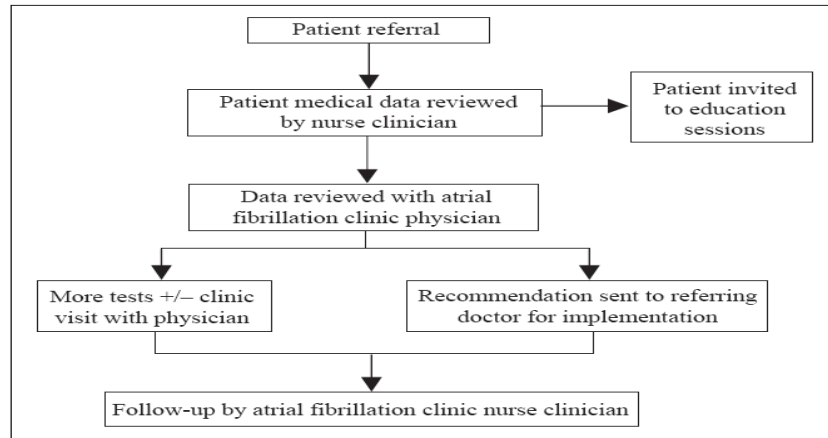 Patient referral
Patient medical data reviewed
by nurse clinician
Patient invited
to education
sessions
Data reviewed with atrial
fibrillation clinic physician
More tests +/– clinic
visit with physician
Recommendation sent to referring
doctor for implementation
Follow-up by atrial fibrillation clinic nurse clinician